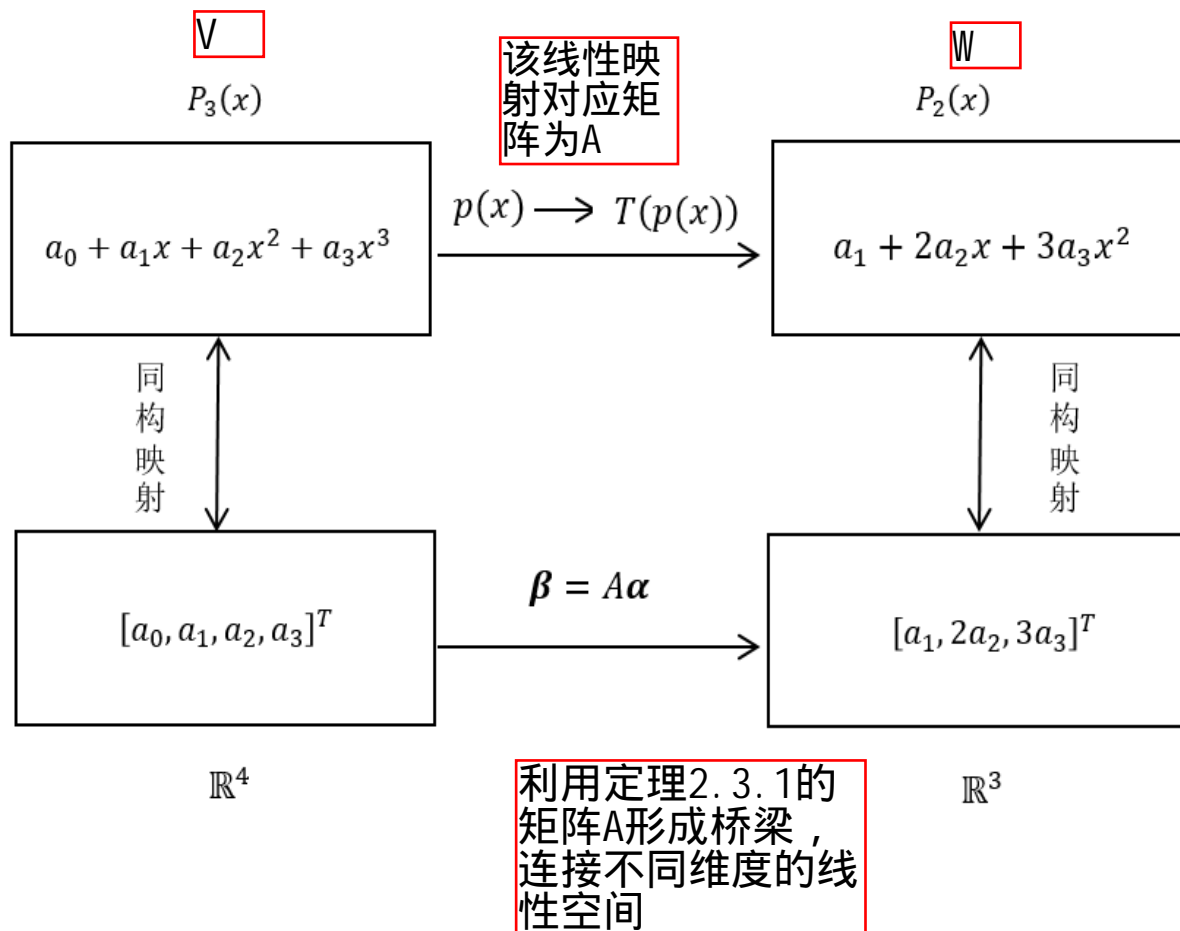 V
W
该线性映
射对应矩
阵为A
P₃(x)
P₂(x)
p(x) ⟶ T(p(x))
a₀ + a₁x + a₂x² + a₃x³
a₁ + 2a₂x + 3a₃x²
同
构
映
射
同
构
映
射
β = Aα
[a₀, a₁, a₂, a₃]ᵀ
[a₁, 2a₂, 3a₃]ᵀ
ℝ⁴
ℝ³
利用定理2.3.1的
矩阵A形成桥梁，
连接不同维度的线
性空间